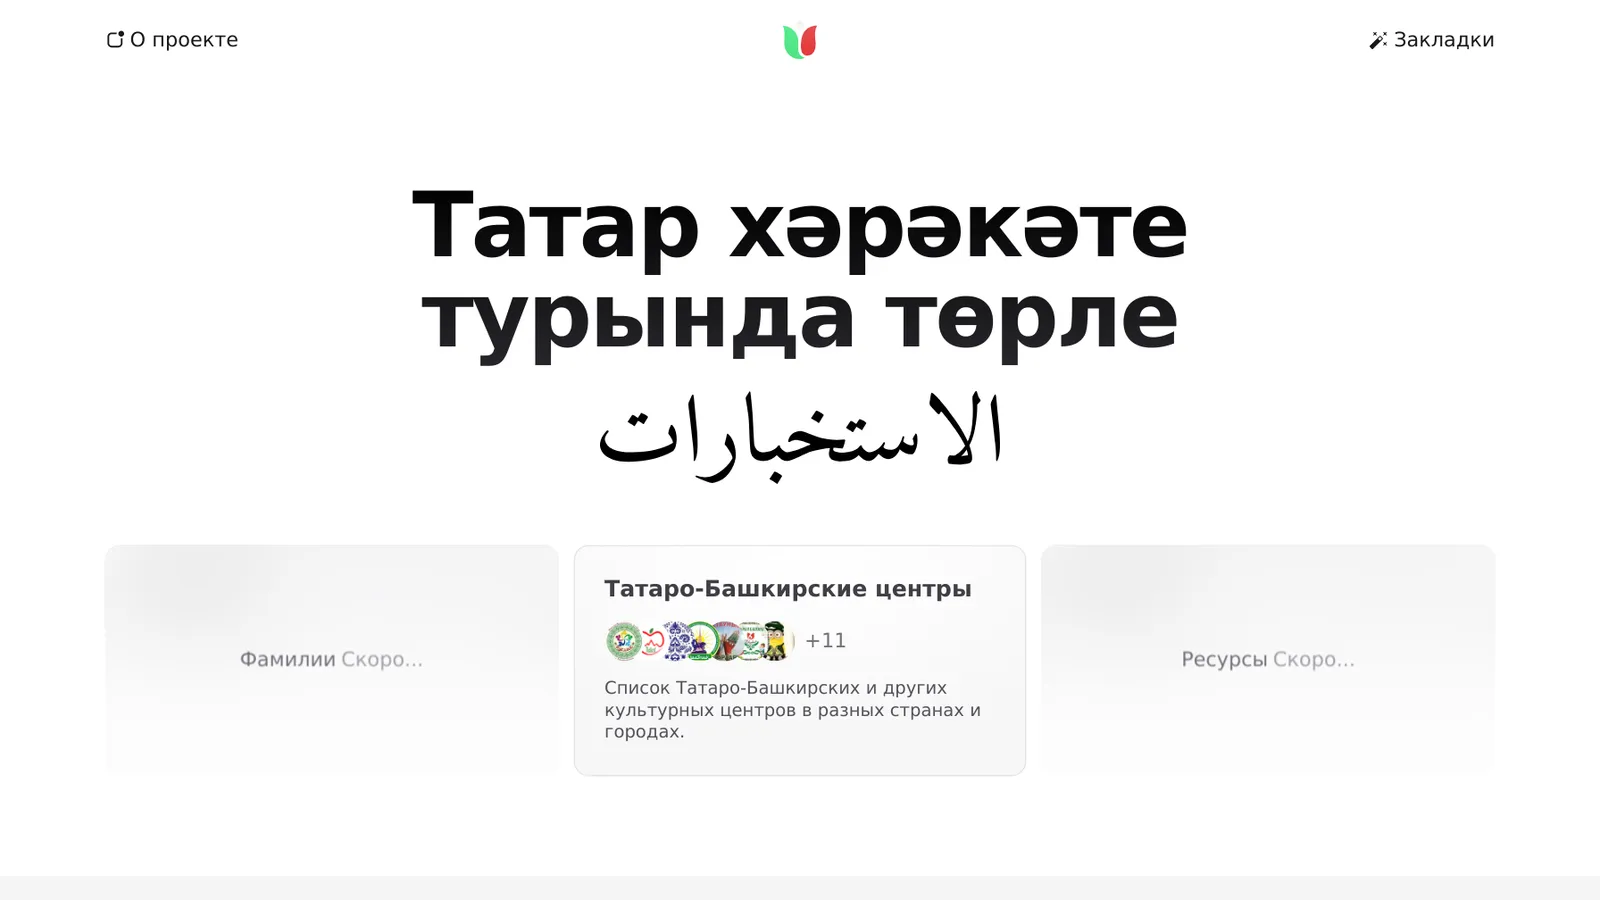 О проекте
Закладки
Татар хәрәкәте
турында төрле
الاستخبارات
Фамилии Скоро...
Татаро-Башкирские центры
+11
Список Татаро-Башкирских и других
культурных центров в разных странах и
городах.
Ресурсы Скоро...